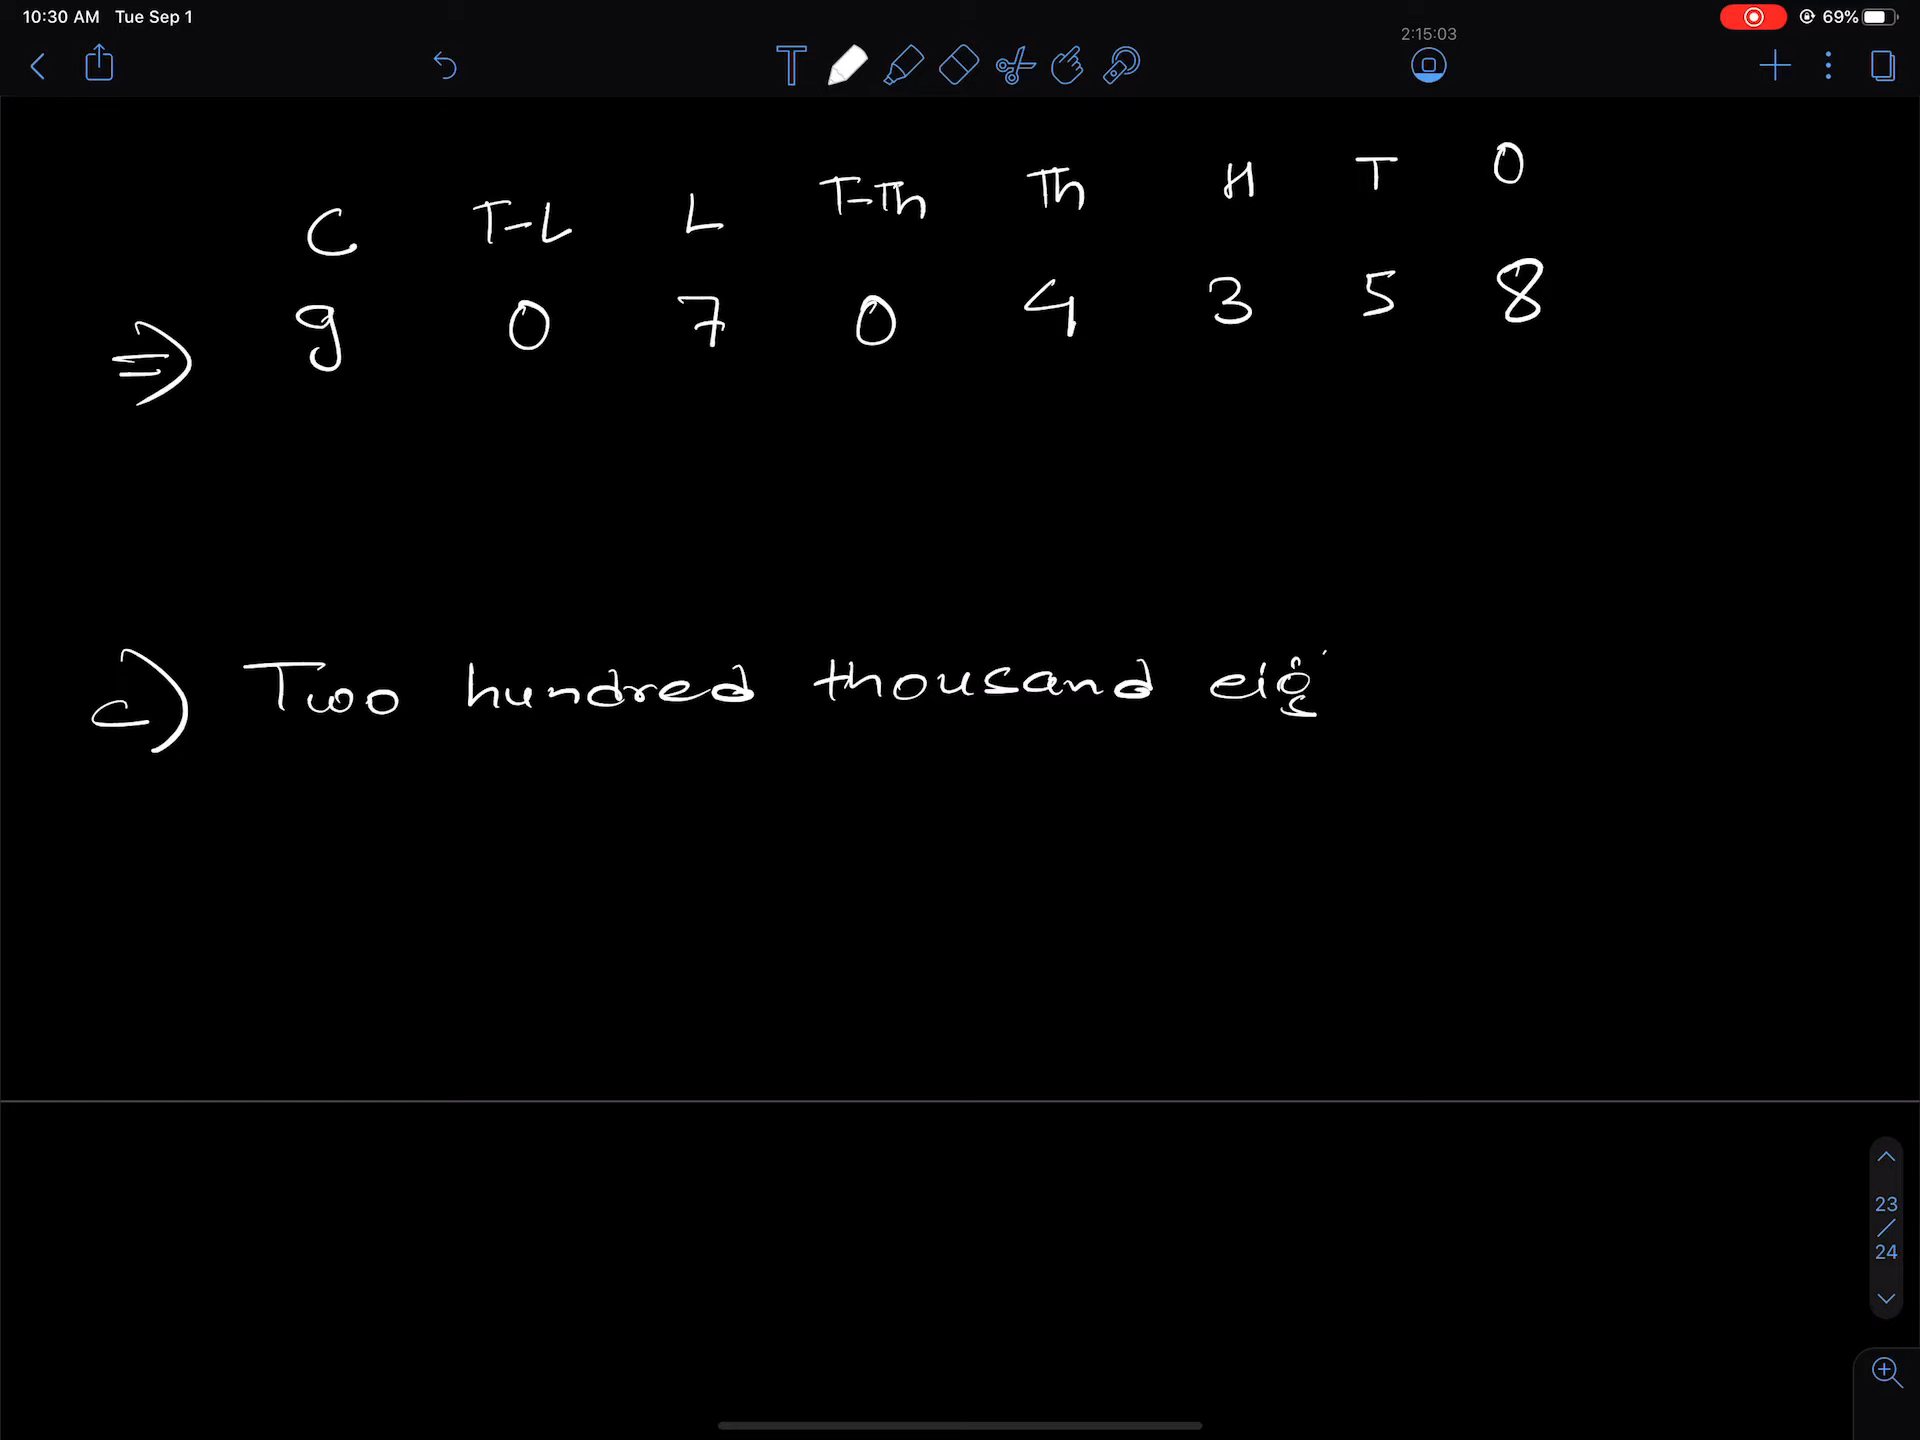 10:30 AM Tue Sep 1
69%
2:15:03
C T-L L T-Th Th H T O
⇒ 9 0 7 0 4 3 5 8
c) Two hundred thousand eig
23
/
24